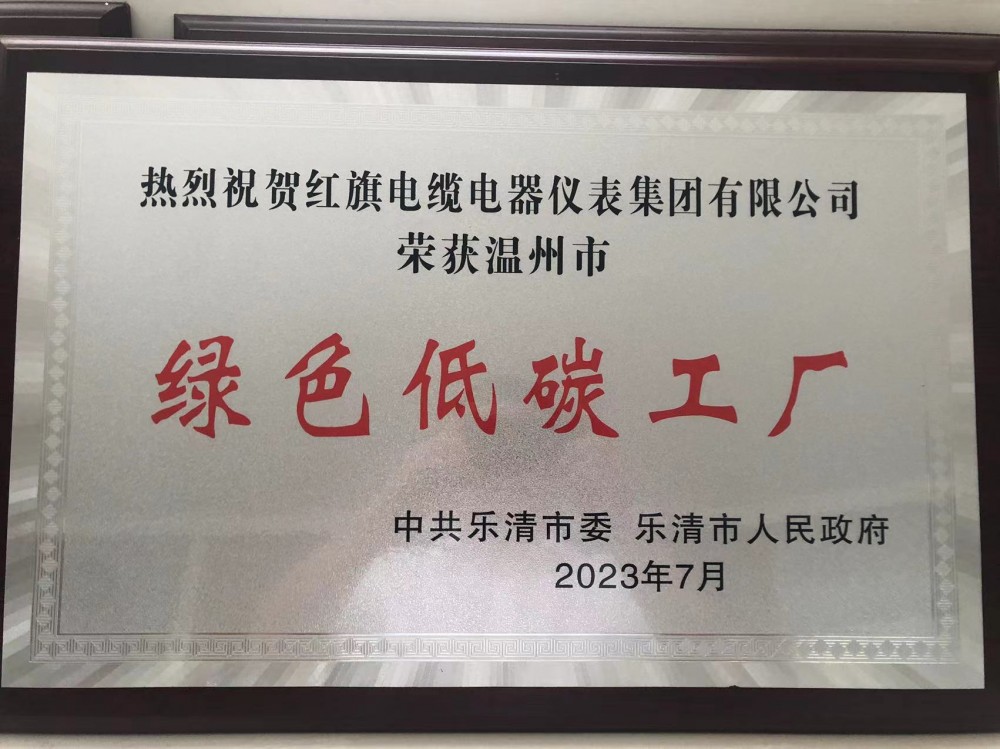 热烈祝贺红旗电缆电器仪表集团有限公司
荣获温州市
绿色低碳工厂
中共乐清市委 乐清市人民政府
2023年7月